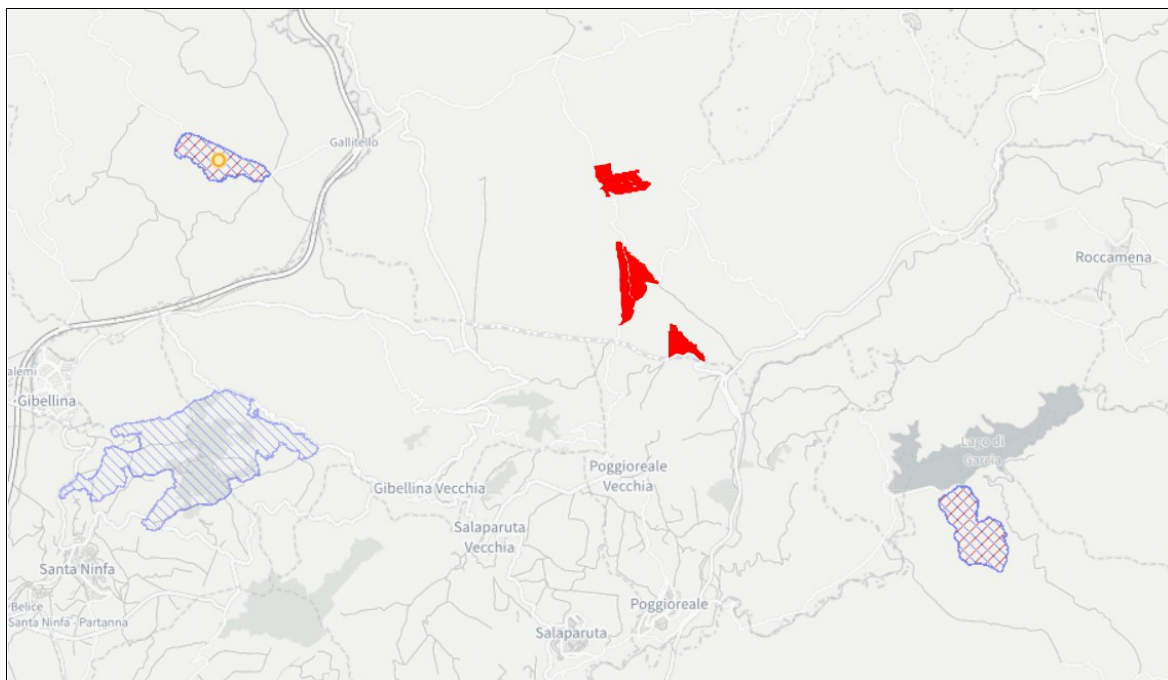 Gallitello
Roccamena
alemi
Gibellina
Lago di
Garcia
Poggioreale
Vecchia
Gibellina Vecchia
Salaparuta
Vecchia
Santa Ninfa
Belice
Santa Ninfa - Partanna
Poggioreale
Salaparuta